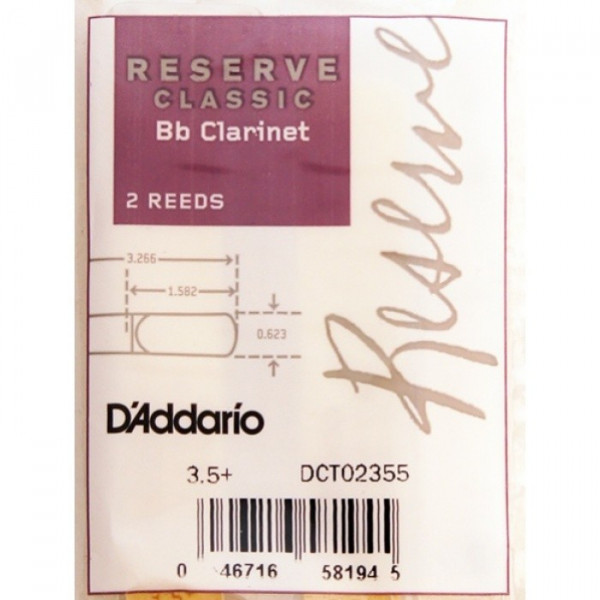 RESERVE
CLASSIC
Bb Clarinet
2 REEDS
Reserve
3.266
1.582
0.623
D'Addario
3.5+ DCT02355
0 46716 58194 5